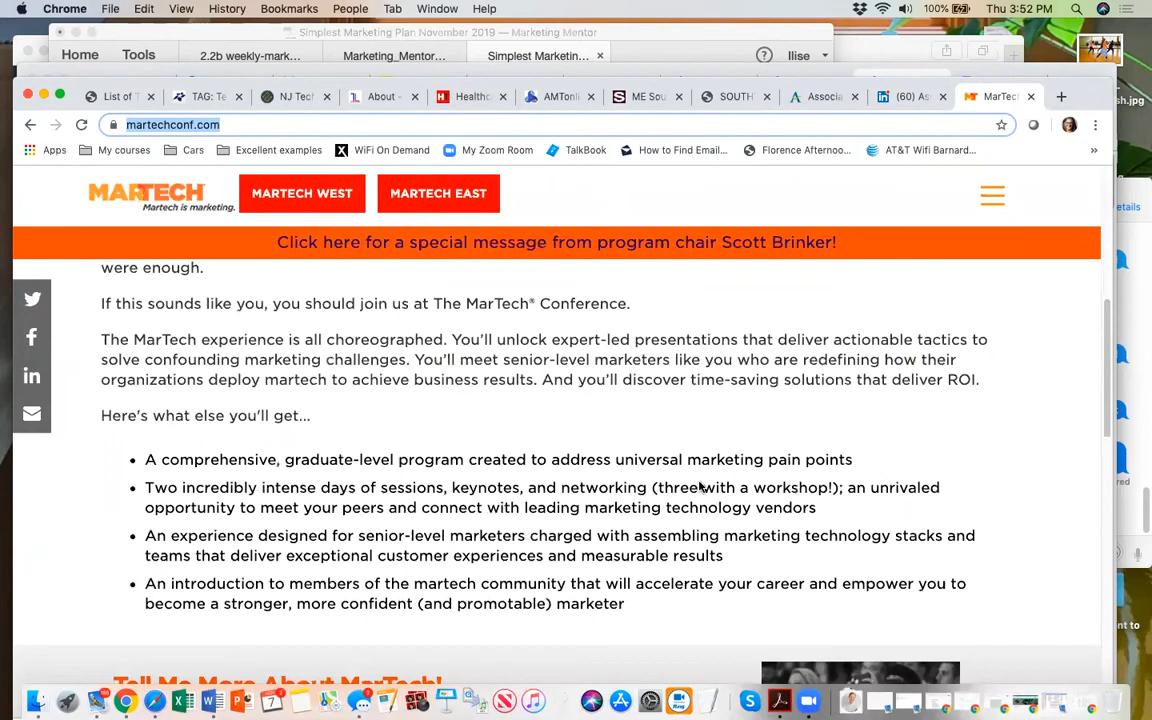 Chrome File Edit View History Bookmarks People Tab Window Help 100% Thu 3:52 PM
Simplest Marketing Plan November 2019 — Marketing Mentor
Home Tools 2.2b weekly-mark... Marketing_Mentor... Simplest Marketin... × ? Ilise
sh.jpg
List of T × TAG: Te × NJ Tech × About - × Healthc × AMTonli × ME Sou × SOUTH × Associa × (60) As × MarTech × +
martechconf.com
Apps My courses Cars Excellent examples WiFi On Demand My Zoom Room TalkBook How to Find Email... Florence Afternoo... AT&T Wifi Barnard... »
MARTECH
Martech is marketing.
MARTECH WEST MARTECH EAST
etails
Click here for a special message from program chair Scott Brinker!
were enough.
If this sounds like you, you should join us at The MarTech® Conference.
The MarTech experience is all choreographed. You’ll unlock expert-led presentations that deliver actionable tactics to
solve confounding marketing challenges. You’ll meet senior-level marketers like you who are redefining how their
organizations deploy martech to achieve business results. And you’ll discover time-saving solutions that deliver ROI.
Here's what else you'll get...
• A comprehensive, graduate-level program created to address universal marketing pain points
• Two incredibly intense days of sessions, keynotes, and networking (three with a workshop!); an unrivaled
opportunity to meet your peers and connect with leading marketing technology vendors
red
• An experience designed for senior-level marketers charged with assembling marketing technology stacks and
teams that deliver exceptional customer experiences and measurable results
• An introduction to members of the martech community that will accelerate your career and empower you to
become a stronger, more confident (and promotable) marketer
nt to
Tell Me More About MarTech!
7